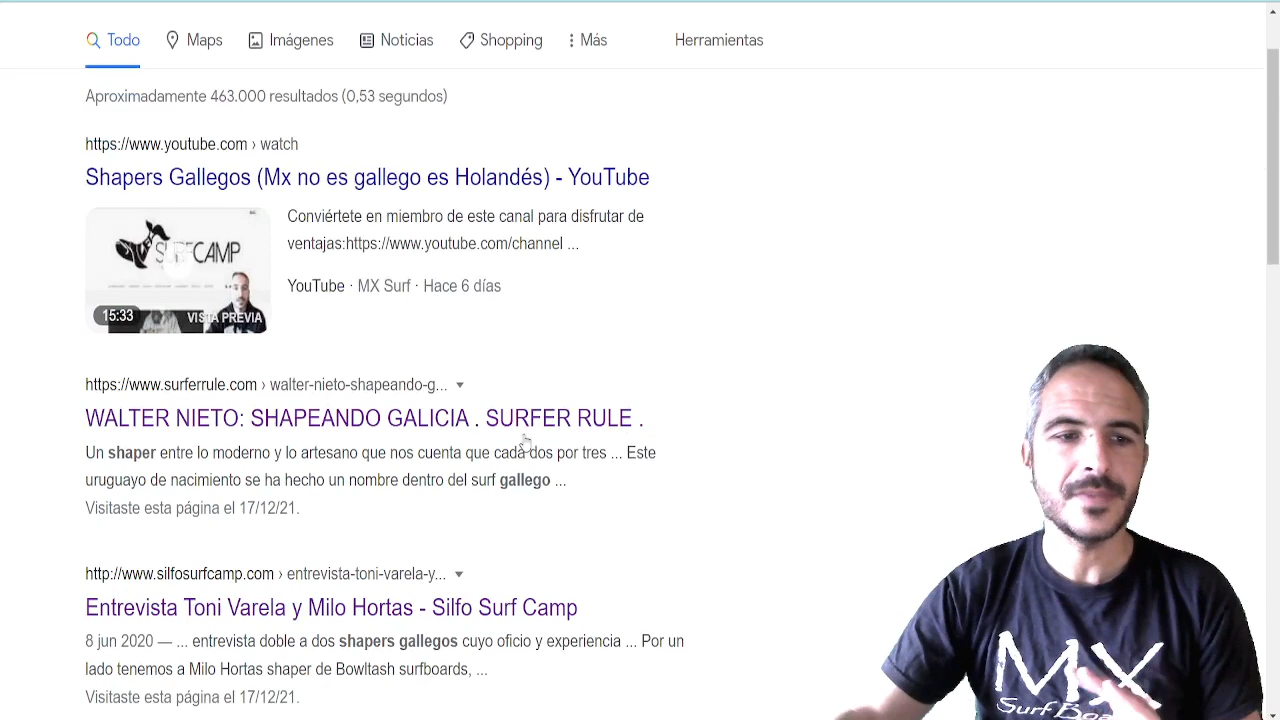 Todo Maps Imágenes Noticias Shopping Más Herramientas
Aproximadamente 463.000 resultados (0,53 segundos)
https://www.youtube.com › watch
Shapers Gallegos (Mx no es gallego es Holandés) - YouTube
Conviértete en miembro de este canal para disfrutar de
ventajas:https://www.youtube.com/channel ...
SURFCAMP
YouTube · MX Surf · Hace 6 días
15:33 VISTA PREVIA
https://www.surferrule.com › walter-nieto-shapeando-g...
WALTER NIETO: SHAPEANDO GALICIA . SURFER RULE .
Un shaper entre lo moderno y lo artesano que nos cuenta que cada dos por tres ... Este
uruguayo de nacimiento se ha hecho un nombre dentro del surf gallego ...
Visitaste esta página el 17/12/21.
http://www.silfosurfcamp.com › entrevista-toni-varela-y...
Entrevista Toni Varela y Milo Hortas - Silfo Surf Camp
8 jun 2020 — ... entrevista doble a dos shapers gallegos cuyo oficio y experiencia ... Por un
lado tenemos a Milo Hortas shaper de Bowltash surfboards, ...
Visitaste esta página el 17/12/21.
MX
Surf